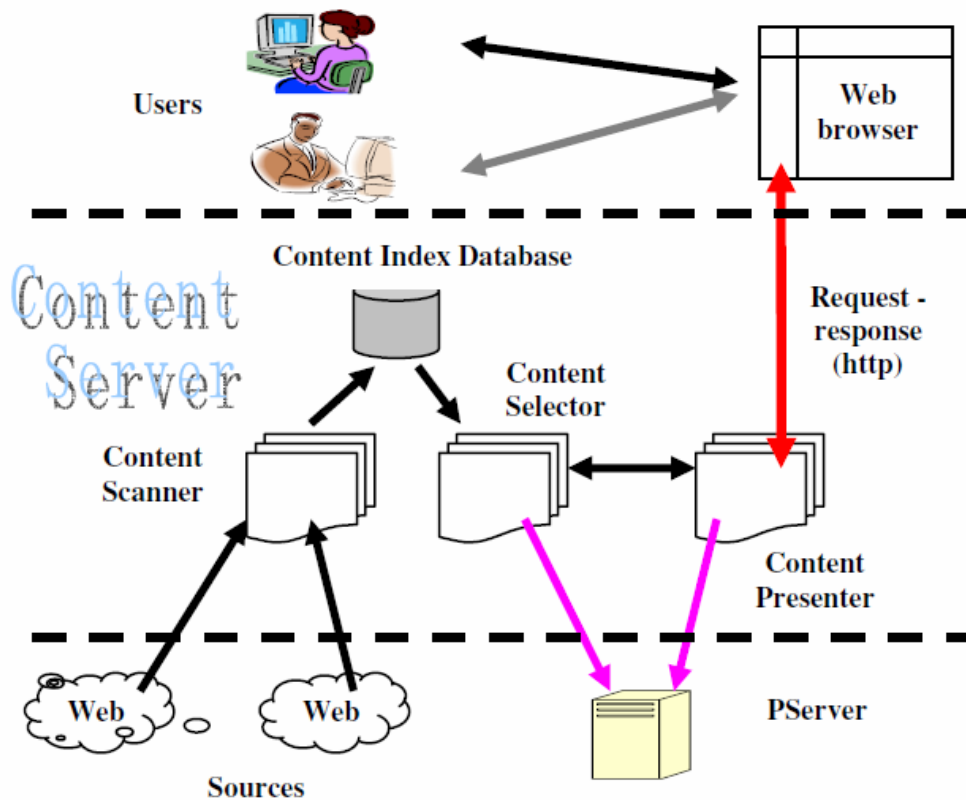 Users
Web
browser
Content Index Database
Content
Server
Request -
response
(http)
Content
Selector
Content
Scanner
Content
Presenter
Web
Web
PServer
Sources